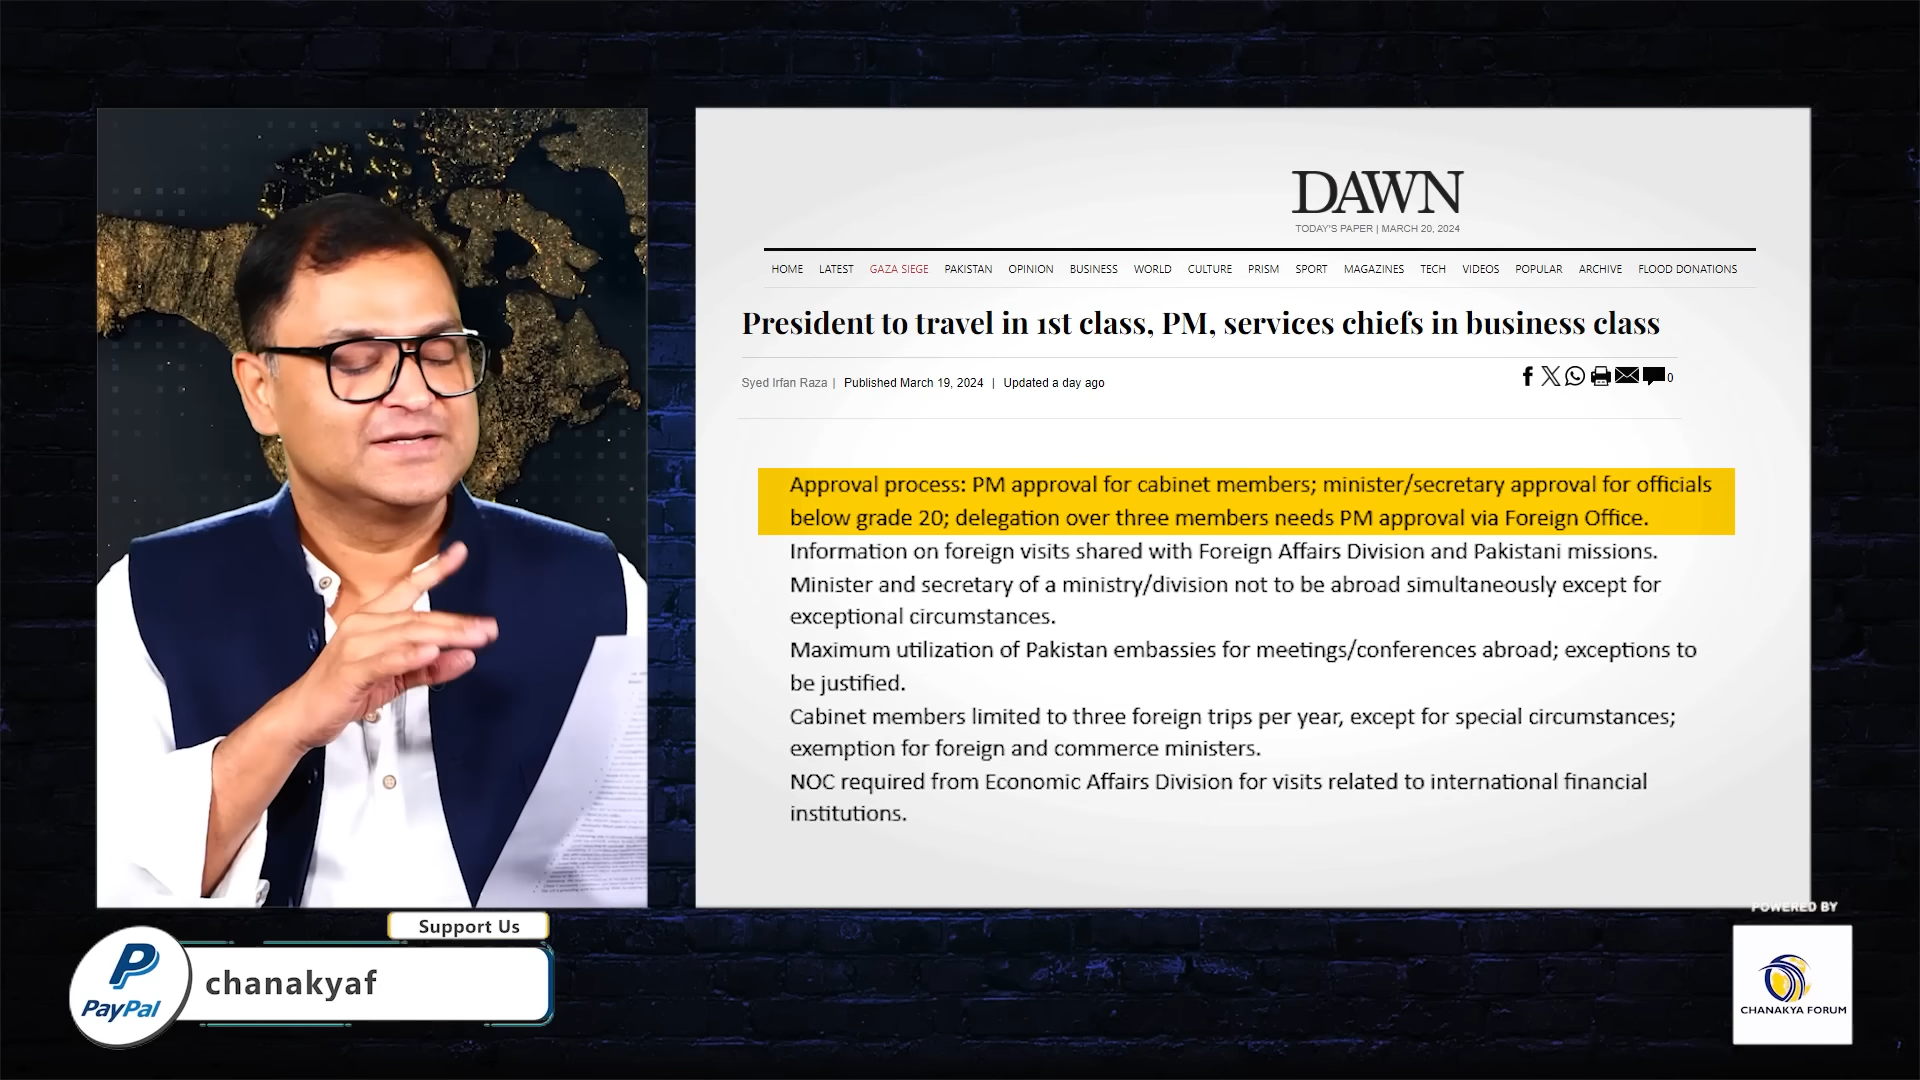 DAWN
TODAY'S PAPER | MARCH 20, 2024
HOME LATEST GAZA SIEGE PAKISTAN OPINION BUSINESS WORLD CULTURE PRISM SPORT MAGAZINES TECH VIDEOS POPULAR ARCHIVE FLOOD DONATIONS
President to travel in 1st class, PM, services chiefs in business class
Syed Irfan Raza | Published March 19, 2024 | Updated a day ago
0
Approval process: PM approval for cabinet members; minister/secretary approval for officials
below grade 20; delegation over three members needs PM approval via Foreign Office.
Information on foreign visits shared with Foreign Affairs Division and Pakistani missions.
Minister and secretary of a ministry/division not to be abroad simultaneously except for
exceptional circumstances.
Maximum utilization of Pakistan embassies for meetings/conferences abroad; exceptions to
be justified.
Cabinet members limited to three foreign trips per year, except for special circumstances;
exemption for foreign and commerce ministers.
NOC required from Economic Affairs Division for visits related to international financial
institutions.
Support Us
PayPal
chanakyaf
POWERED BY
CHANAKYA FORUM